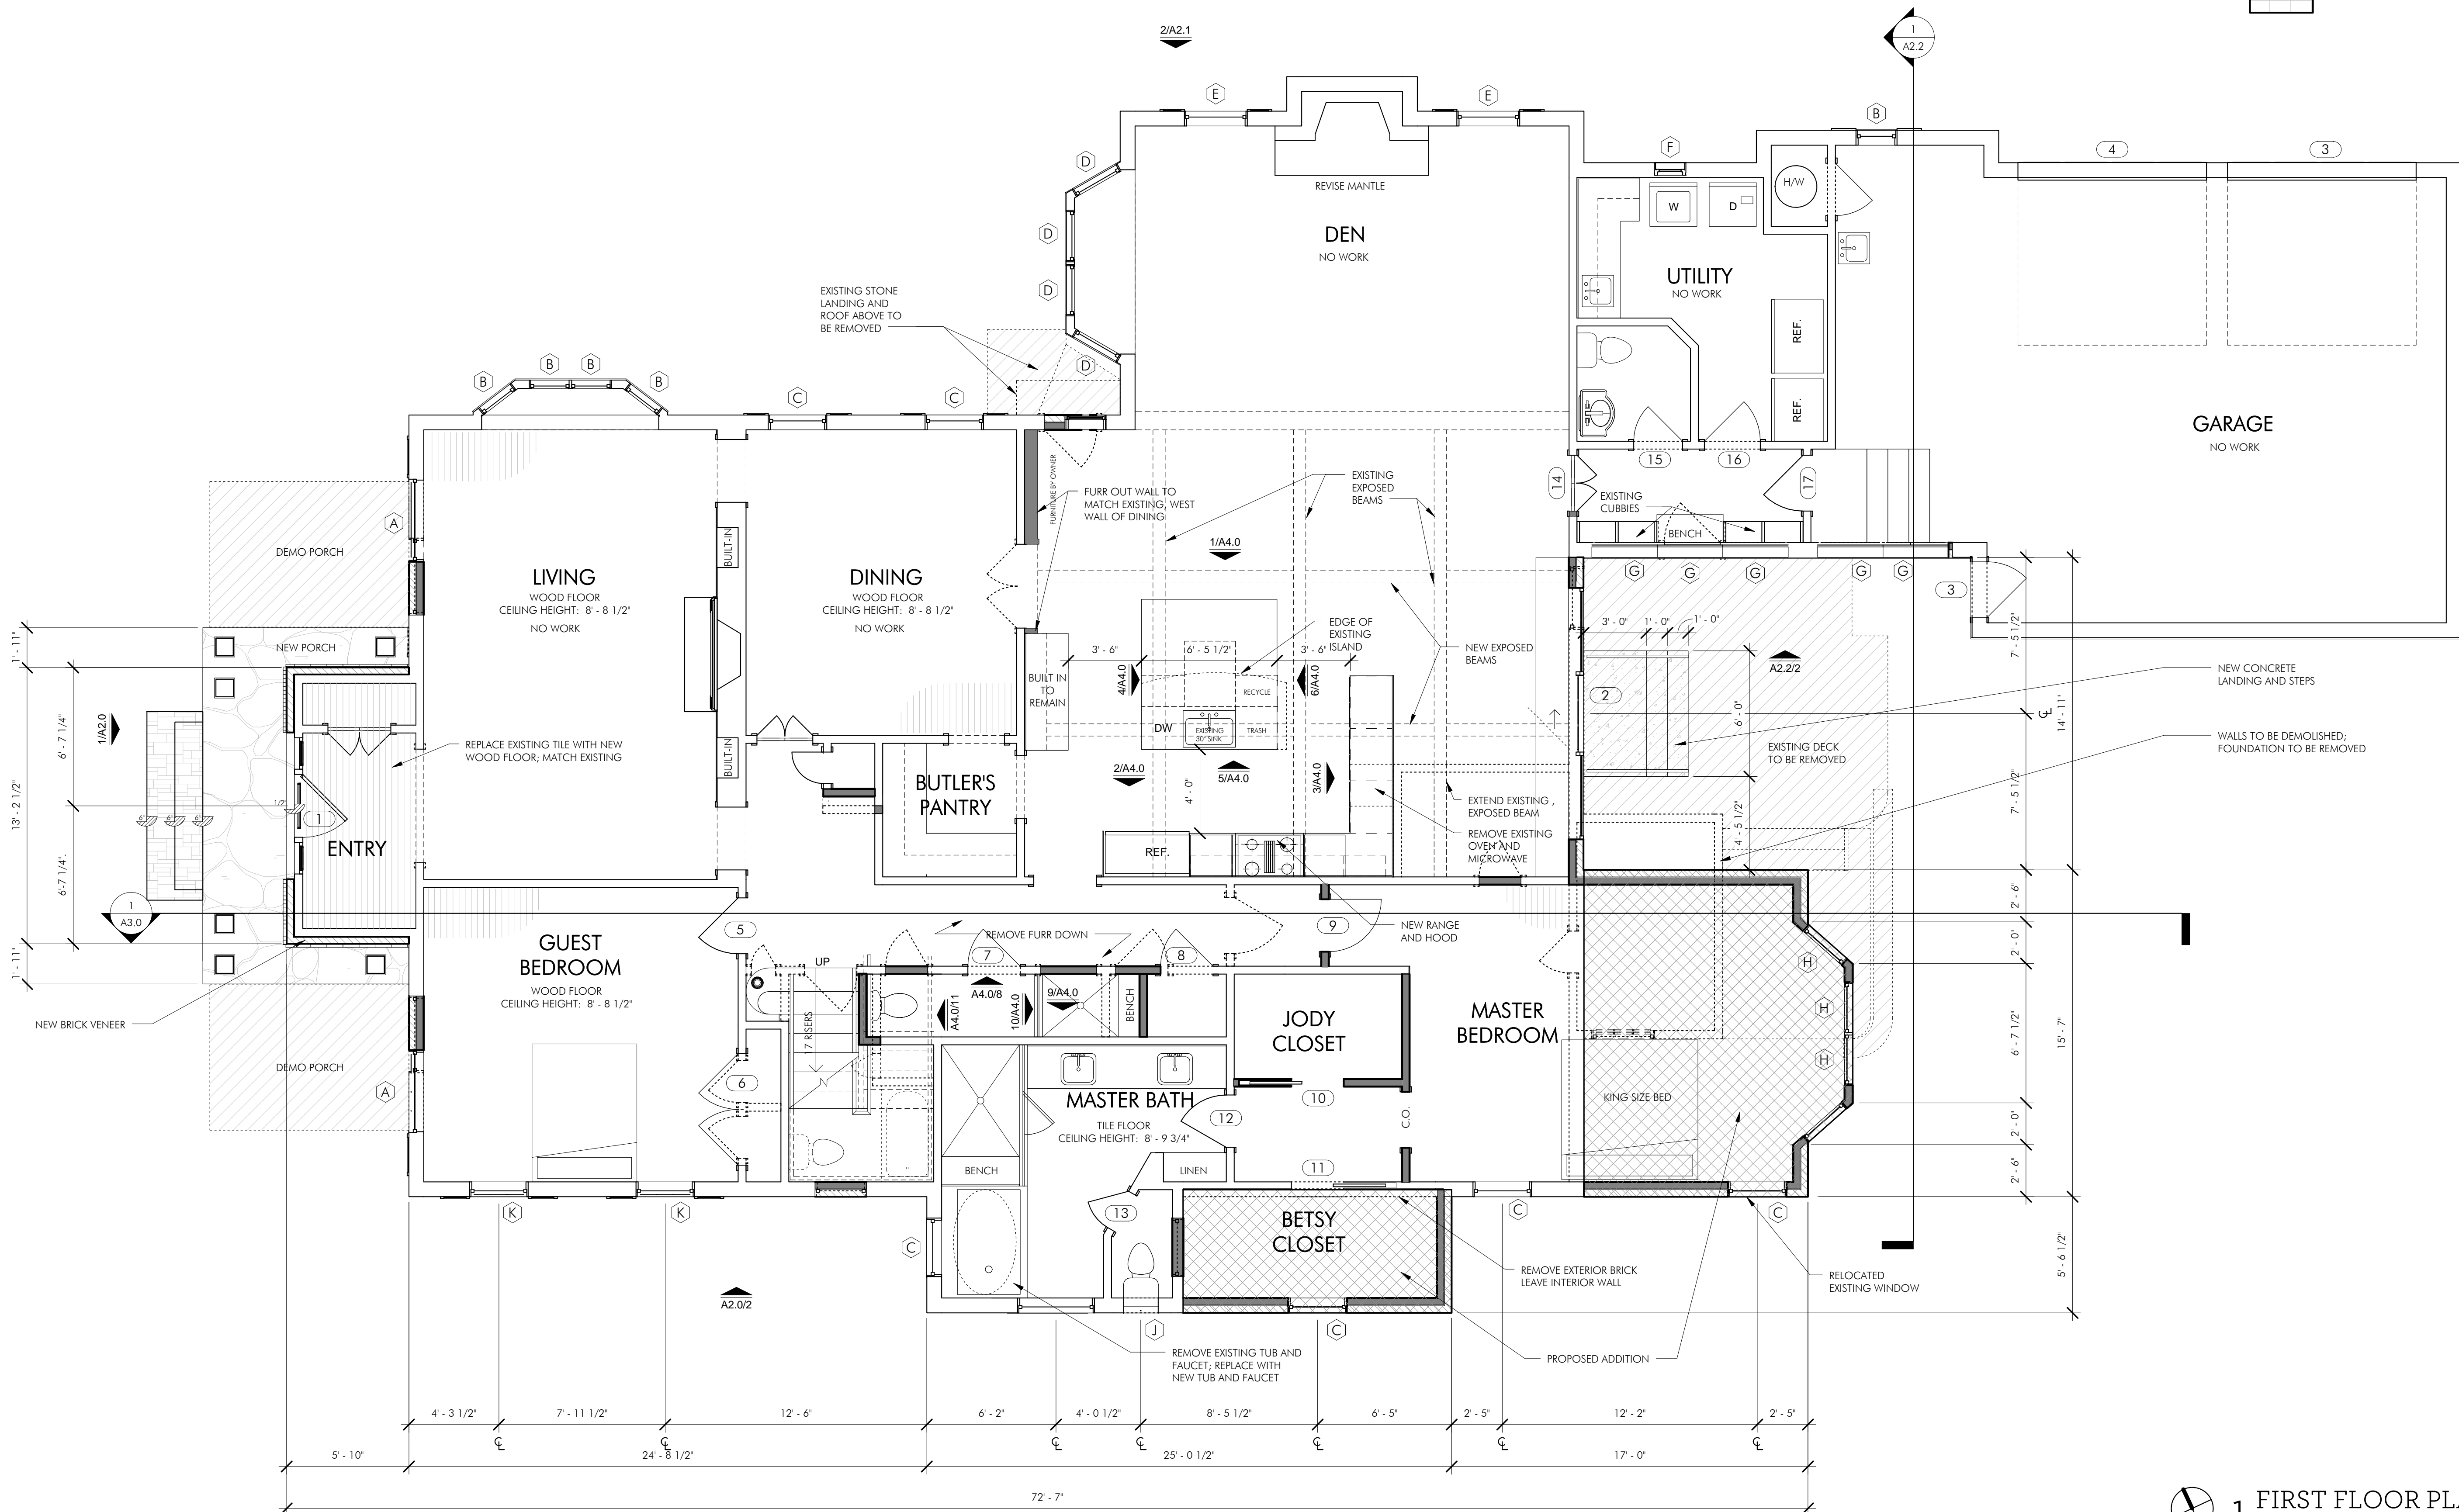 2/A2.1
1
A2.2
E
E
B
F
4
3
D
H/W
W
D
REVISE MANTLE
D
DEN
NO WORK
UTILITY
NO WORK
D
EXISTING STONE
LANDING AND
ROOF ABOVE TO
BE REMOVED
REF.
D
B
B
B
B
C
C
REF.
GARAGE
NO WORK
15
16
14
17
FURNITURE BY OWNER
EXISTING
EXPOSED
BEAMS
FURR OUT WALL TO
MATCH EXISTING, WEST
WALL OF DINING
EXISTING
CUBBIES
BENCH
A
DEMO PORCH
BUILT-IN
1/A4.0
G
G
G
G
G
LIVING
WOOD FLOOR
CEILING HEIGHT: 8' - 8 1/2"
NO WORK
DINING
WOOD FLOOR
CEILING HEIGHT: 8' - 8 1/2"
NO WORK
3
EDGE OF
EXISTING
ISLAND
3' - 0"
1' - 0"
1' - 0"
7' - 5 1/2"
1' - 11"
NEW PORCH
3' - 6"
6' - 5 1/2"
3' - 6"
NEW EXPOSED
BEAMS
A2.2/2
NEW CONCRETE
LANDING AND STEPS
BUILT IN
TO
REMAIN
4/A4.0
6/A4.0
RECYCLE
2
6' - 0"
14' - 11"
1/A2.0
6' - 7 1/4"
DW
EXISTING
30" SINK
TRASH
WALLS TO BE DEMOLISHED;
FOUNDATION TO BE REMOVED
REPLACE EXISTING TILE WITH NEW
WOOD FLOOR; MATCH EXISTING
BUILT-IN
EXISTING DECK
TO BE REMOVED
2/A4.0
5/A4.0
3/A4.0
BUTLER'S
PANTRY
4' - 0"
EXTEND EXISTING ,
EXPOSED BEAM
7' - 5 1/2"
13' - 2 1/2"
1/2"
6"
6"
6"
1
4' - 5 1/2"
REMOVE EXISTING
OVEN AND
MICROWAVE
ENTRY
REF.
6'-7 1/4"
2' - 6"
1
A3.0
NEW RANGE
AND HOOD
9
5
REMOVE FURR DOWN
7
8
GUEST
BEDROOM
WOOD FLOOR
CEILING HEIGHT: 8' - 8 1/2"
UP
2' - 0"
H
1' - 11"
A4.0/8
9/A4.0
A4.0/11
10/A4.0
BENCH
17 RISERS
JODY
CLOSET
MASTER
BEDROOM
H
NEW BRICK VENEER
6' - 7 1/2"
15' - 7"
H
DEMO PORCH
A
6
KING SIZE BED
MASTER BATH
TILE FLOOR
CEILING HEIGHT: 8' - 9 3/4"
10
12
C.O.
2' - 0"
BENCH
LINEN
11
2' - 6"
K
K
13
C
C
BETSY
CLOSET
C
REMOVE EXTERIOR BRICK
LEAVE INTERIOR WALL
RELOCATED
EXISTING WINDOW
5' - 6 1/2"
A2.0/2
J
C
REMOVE EXISTING TUB AND
FAUCET; REPLACE WITH
NEW TUB AND FAUCET
PROPOSED ADDITION
4' - 3 1/2"
7' - 11 1/2"
12' - 6"
6' - 2"
4' - 0 1/2"
8' - 5 1/2"
6' - 5"
2' - 5"
12' - 2"
2' - 5"
5' - 10"
24' - 8 1/2"
25' - 0 1/2"
17' - 0"
72' - 7"
1
FIRST FLOOR